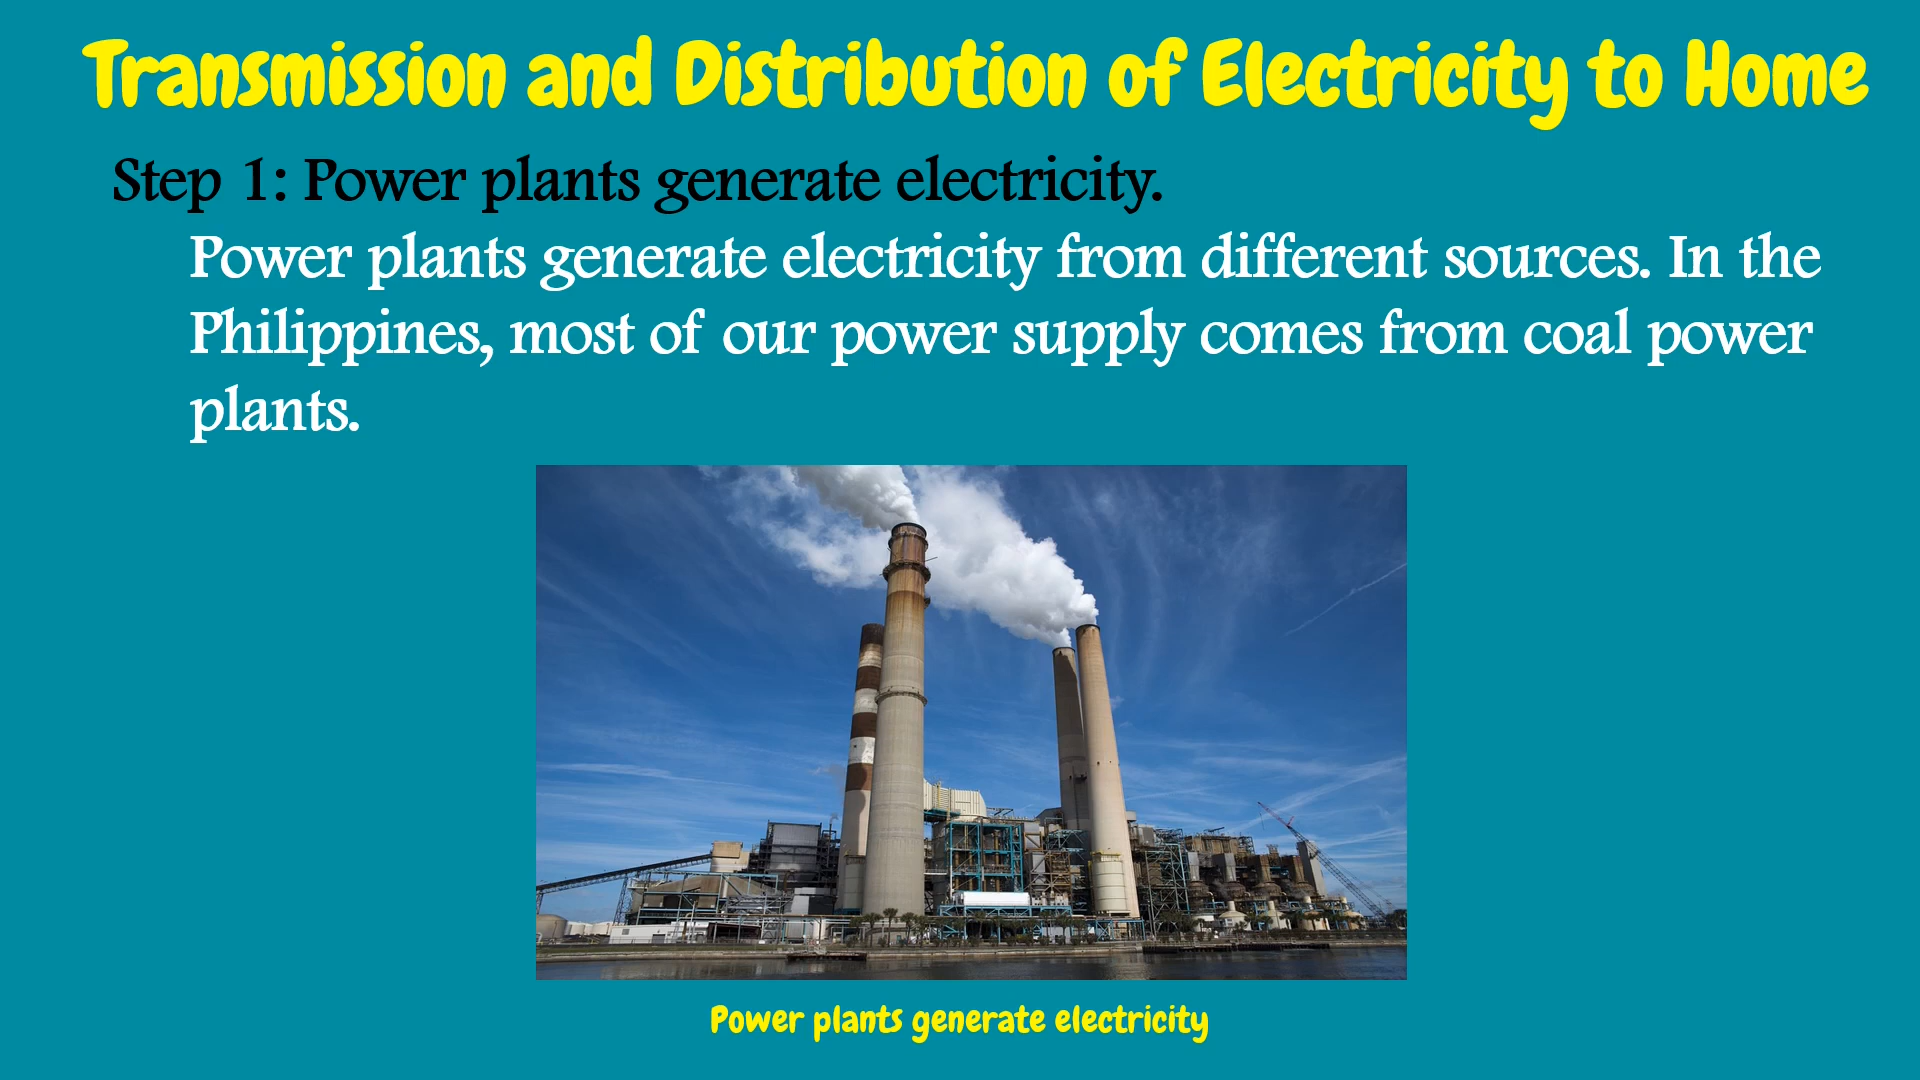 Transmission and Distribution of Electricity to Home
Step 1: Power plants generate electricity.
Power plants generate electricity from different sources. In the
Philippines, most of our power supply comes from coal power
plants.
Power plants generate electricity